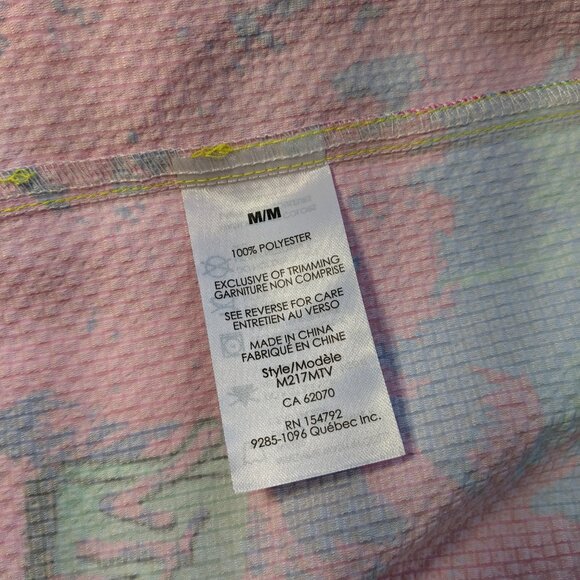 M/M
100% POLYESTER
EXCLUSIVE OF TRIMMING
GARNITURE NON COMPRISE
SEE REVERSE FOR CARE
ENTRETIEN AU VERSO
MADE IN CHINA
FABRIQUÉ EN CHINE
Style/Modèle
M217MTV
CA 62070
RN 154792
9285-1096 Québec Inc.